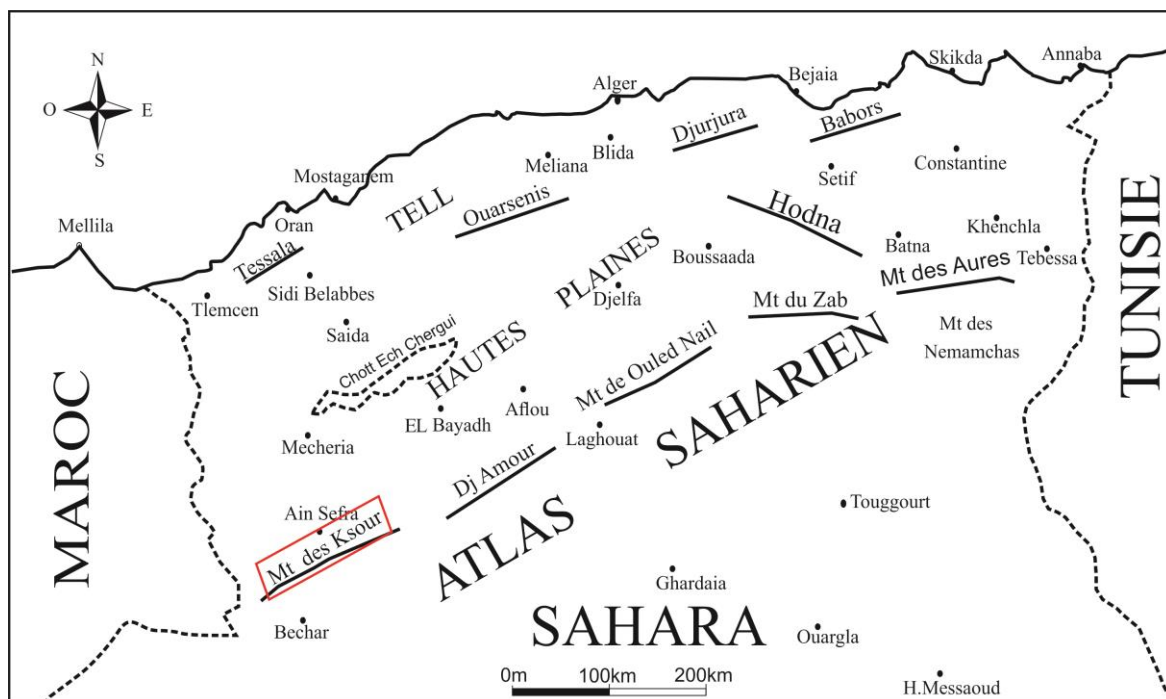 N
O
E
S
Skikda
Annaba
Alger
Bejaia
Djurjura
Babors
Blida
Meliana
Constantine
Setif
Mostaganem
TELL
Ouarsenis
Hodna
Oran
Mellila
Tessala
Khenchla
Batna
Tebessa
Boussaada
PLAINES
Mt des Aures
Sidi Belabbes
Tlemcen
Djelfa
Mt du Zab
Saida
Chott Ech Chergui
HAUTES
Mt des
Nemamchas
TUNISIE
Mt de Ouled Nail
SAHARIEN
Aflou
EL Bayadh
Laghouat
Mecheria
MAROC
Dj Amour
Ain Sefra
Mt des Ksour
ATLAS
Touggourt
Ghardaia
Bechar
SAHARA
Ouargla
0m 100km 200km
H.Messaoud